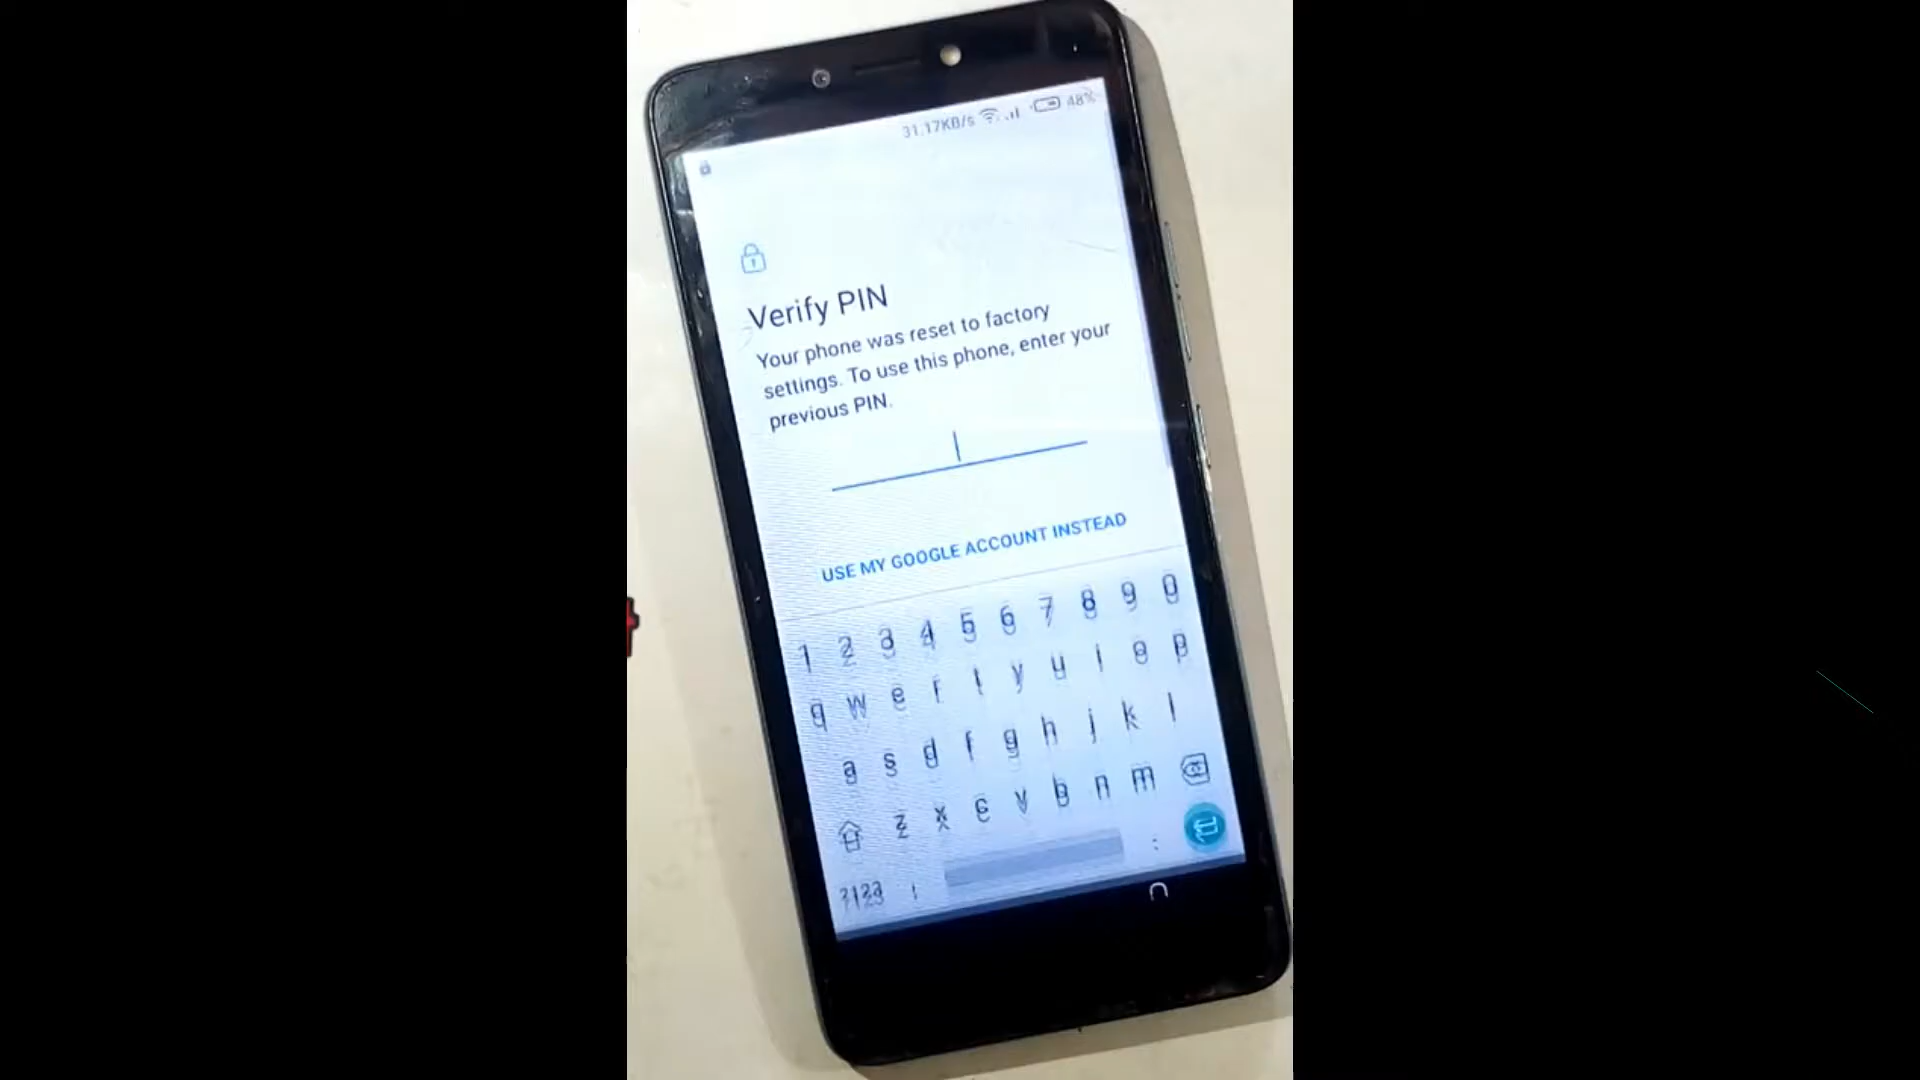 31.17KB/s 48%
Verify PIN
Your phone was reset to factory
settings. To use this phone, enter your
previous PIN.
USE MY GOOGLE ACCOUNT INSTEAD
1 2 3 4 5 6 7 8 9 0
q w e r t y u i o p
a s d f g h j k l
z x c v b n m
?123 , .